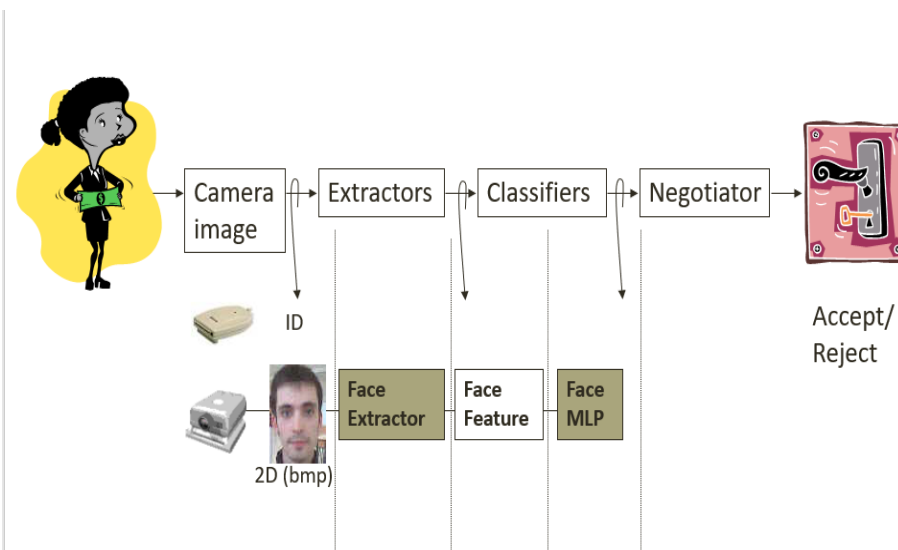 Camera
image
Extractors
Classifiers
Negotiator
$
Accept/
Reject
ID
Face
Extractor
Face
Feature
Face
MLP
2D (bmp)